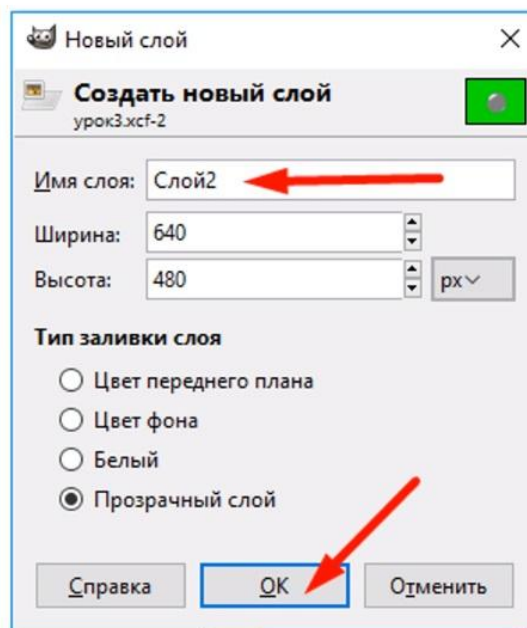 Новый слой
Создать новый слой
урок3.xcf-2
Имя слоя: Слой2
Ширина: 640
Высота: 480 px
Тип заливки слоя
Цвет переднего плана
Цвет фона
Белый
Прозрачный слой
Справка OK Отменить